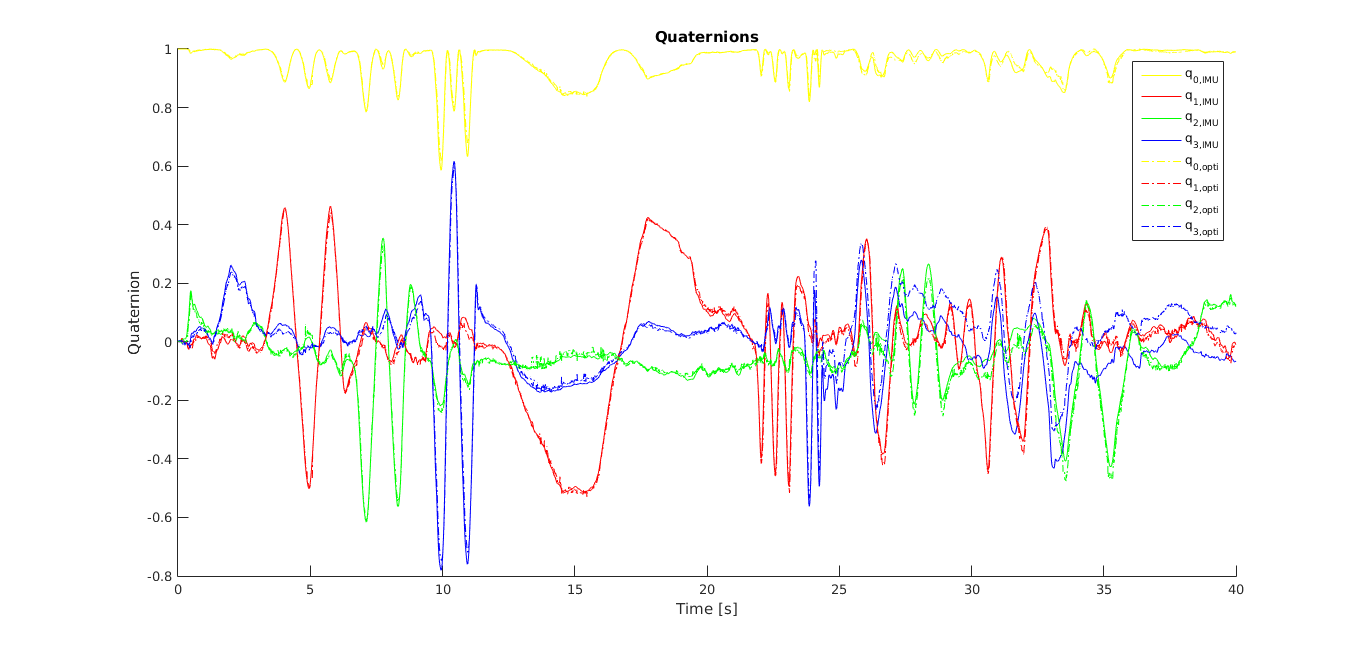 Quaternions
1
0.8
0.6
0.4
0.2
0
-0.2
-0.4
-0.6
-0.8
Quaternion
0
5
10
15
20
25
30
35
40
Time [s]
q0,IMU
q1,IMU
q2,IMU
q3,IMU
q0,opti
q1,opti
q2,opti
q3,opti